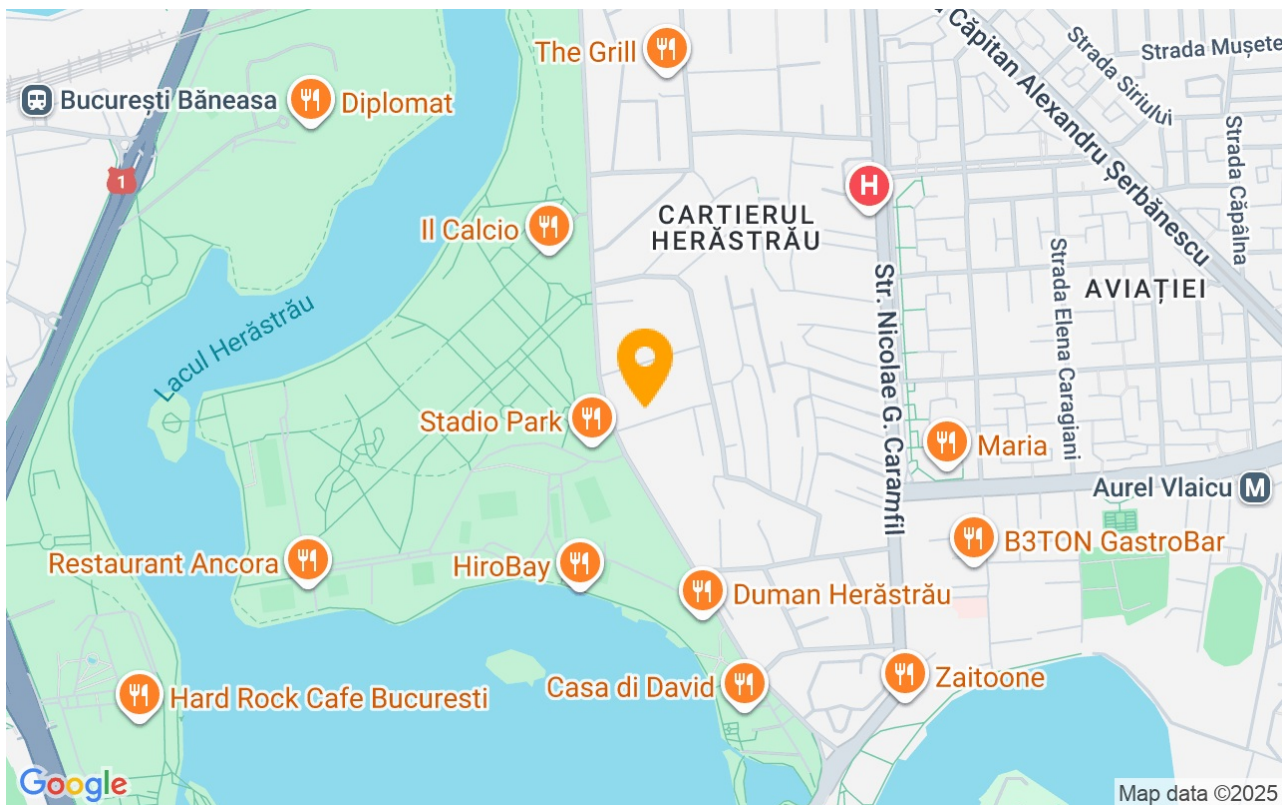 The Grill
a Căpitan Alexandru Șerbănescu
Strada Siriului
Strada Mușete
București Băneasa
Diplomat
Strada Căpâlna
1
H
Il Calcio
CARTIERUL
HERĂSTRĂU
Strada Elena Caragiani
AVIAȚIEI
Str. Nicolae G. Caramfil
Lacul Herăstrău
Stadio Park
Maria
Aurel Vlaicu M
Restaurant Ancora
HiroBay
B3TON GastroBar
Duman Herăstrău
Hard Rock Cafe Bucuresti
Casa di David
Zaitoone
Google
Map data ©2025